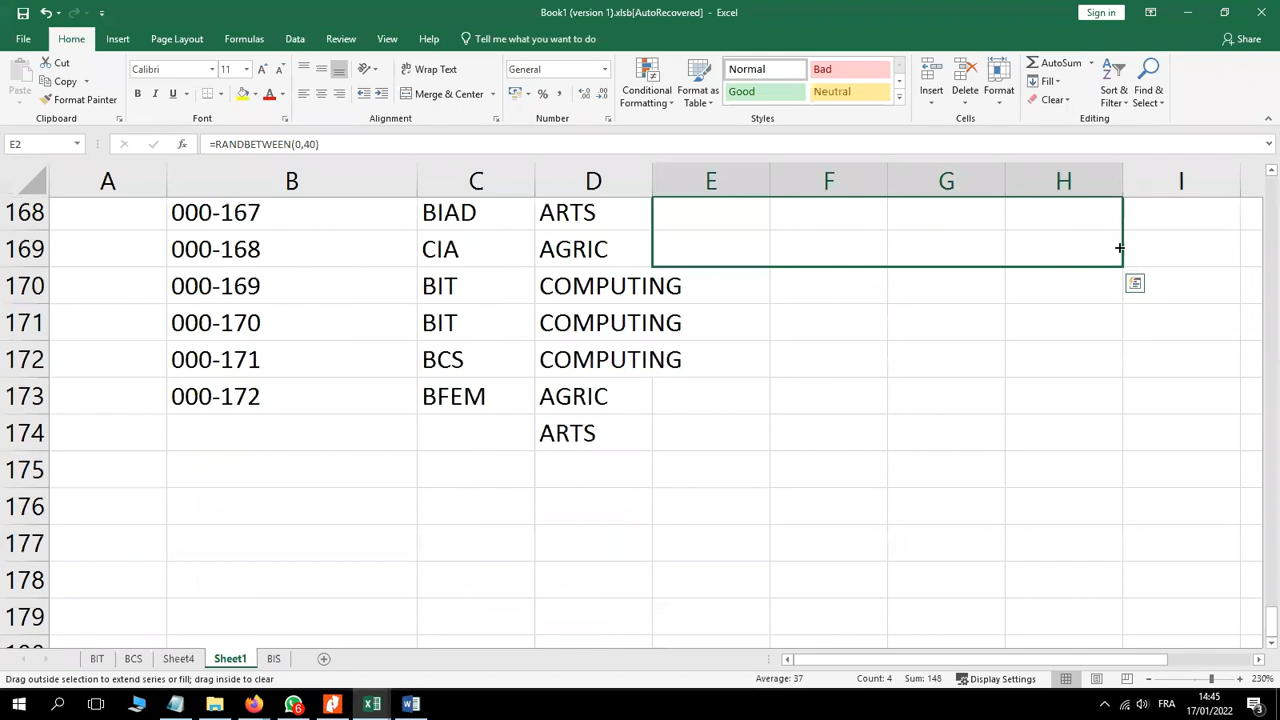 Book1 (version 1).xlsb[AutoRecovered] - Excel
Sign in
File Home Insert Page Layout Formulas Data Review View Help Tell me what you want to do Share
Paste
Cut
Copy
Format Painter
Clipboard
Calibri 11
B I U
Font
Wrap Text
Merge & Center
Alignment
General
Number
Conditional Formatting
Format as Table
Normal Bad
Good Neutral
Styles
Insert Delete Format
Cells
AutoSum
Fill
Clear
Sort & Filter
Find & Select
Editing
E2 =RANDBETWEEN(0,40)
A B C D E F G H I
168 000-167 BIAD ARTS
169 000-168 CIA AGRIC
170 000-169 BIT COMPUTING
171 000-170 BIT COMPUTING
172 000-171 BCS COMPUTING
173 000-172 BFEM AGRIC
174 ARTS
175
176
177
178
179
BIT BCS Sheet4 Sheet1 BIS
Drag outside selection to extend series or fill; drag inside to clear Average: 37 Count: 4 Sum: 148 Display Settings 230%
6 FRA 14:45
17/01/2022 3